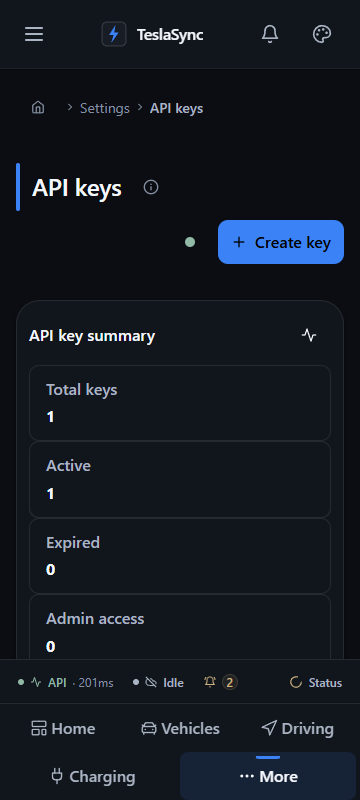 TeslaSync
Settings > API keys
API keys
+ Create key
API key summary
Total keys
1
Active
1
Expired
0
Admin access
0
API · 201ms Idle 2 Status
Home Vehicles Driving
Charging ··· More